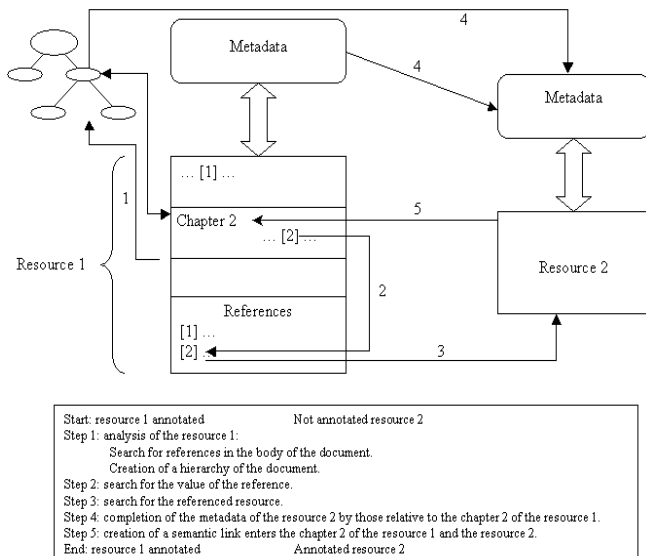 4
Metadata
4
Metadata
… [1] …
1
5
Chapter 2
… [2] …
Resource 1
Resource 2
2
References
[1] …
[2] …
3
Start: resource 1 annotated Not annotated resource 2
Step 1: analysis of the resource 1:
Search for references in the body of the document.
Creation of a hierarchy of the document.
Step 2: search for the value of the reference.
Step 3: search for the referenced resource.
Step 4: completion of the metadata of the resource 2 by those relative to the chapter 2 of the resource 1.
Step 5: creation of a semantic link enters the chapter 2 of the resource 1 and the resource 2.
End: resource 1 annotated Annotated resource 2